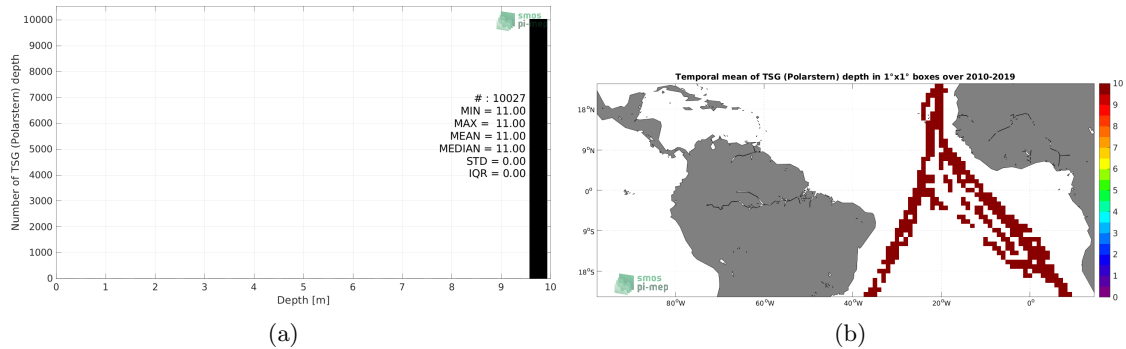 smos
pi-mep
10000
9000
8000
7000
6000
5000
4000
3000
2000
1000
0
Number of TSG (Polarstern) depth
# : 10027
MIN = 11.00
MAX = 11.00
MEAN = 11.00
MEDIAN = 11.00
STD = 0.00
IQR = 0.00
0 1 2 3 4 5 6 7 8 9 10
Depth [m]
(a)
Temporal mean of TSG (Polarstern) depth in 1°x1° boxes over 2010-2019
18°N
9°N
0°
9°S
18°S
80°W 60°W 40°W 20°W 0°
smos
pi-mep
10
9
8
7
6
5
4
3
2
1
0
(b)